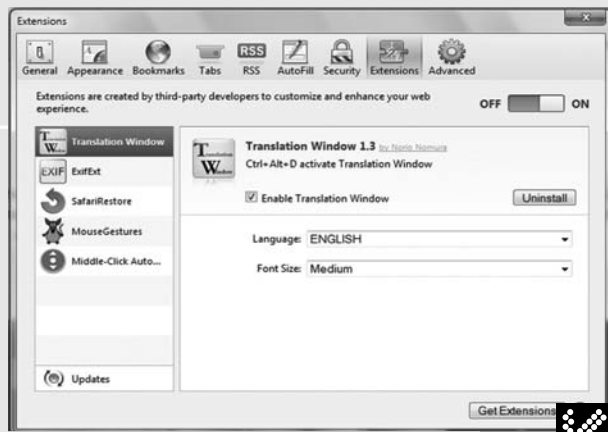 Extensions
General Appearance Bookmarks Tabs RSS AutoFill Security Extensions Advanced
RSS
Extensions are created by third-party developers to customize and enhance your web
experience.
OFF ON
Translation Window
EXIF ExifExt
SafariRestore
MouseGestures
Middle-Click Auto...
Updates
Translation Window 1.3 by Norio Nomura
Ctrl+Alt+D activate Translation Window
Enable Translation Window
Uninstall
Language: ENGLISH
Font Size: Medium
Get Extensions